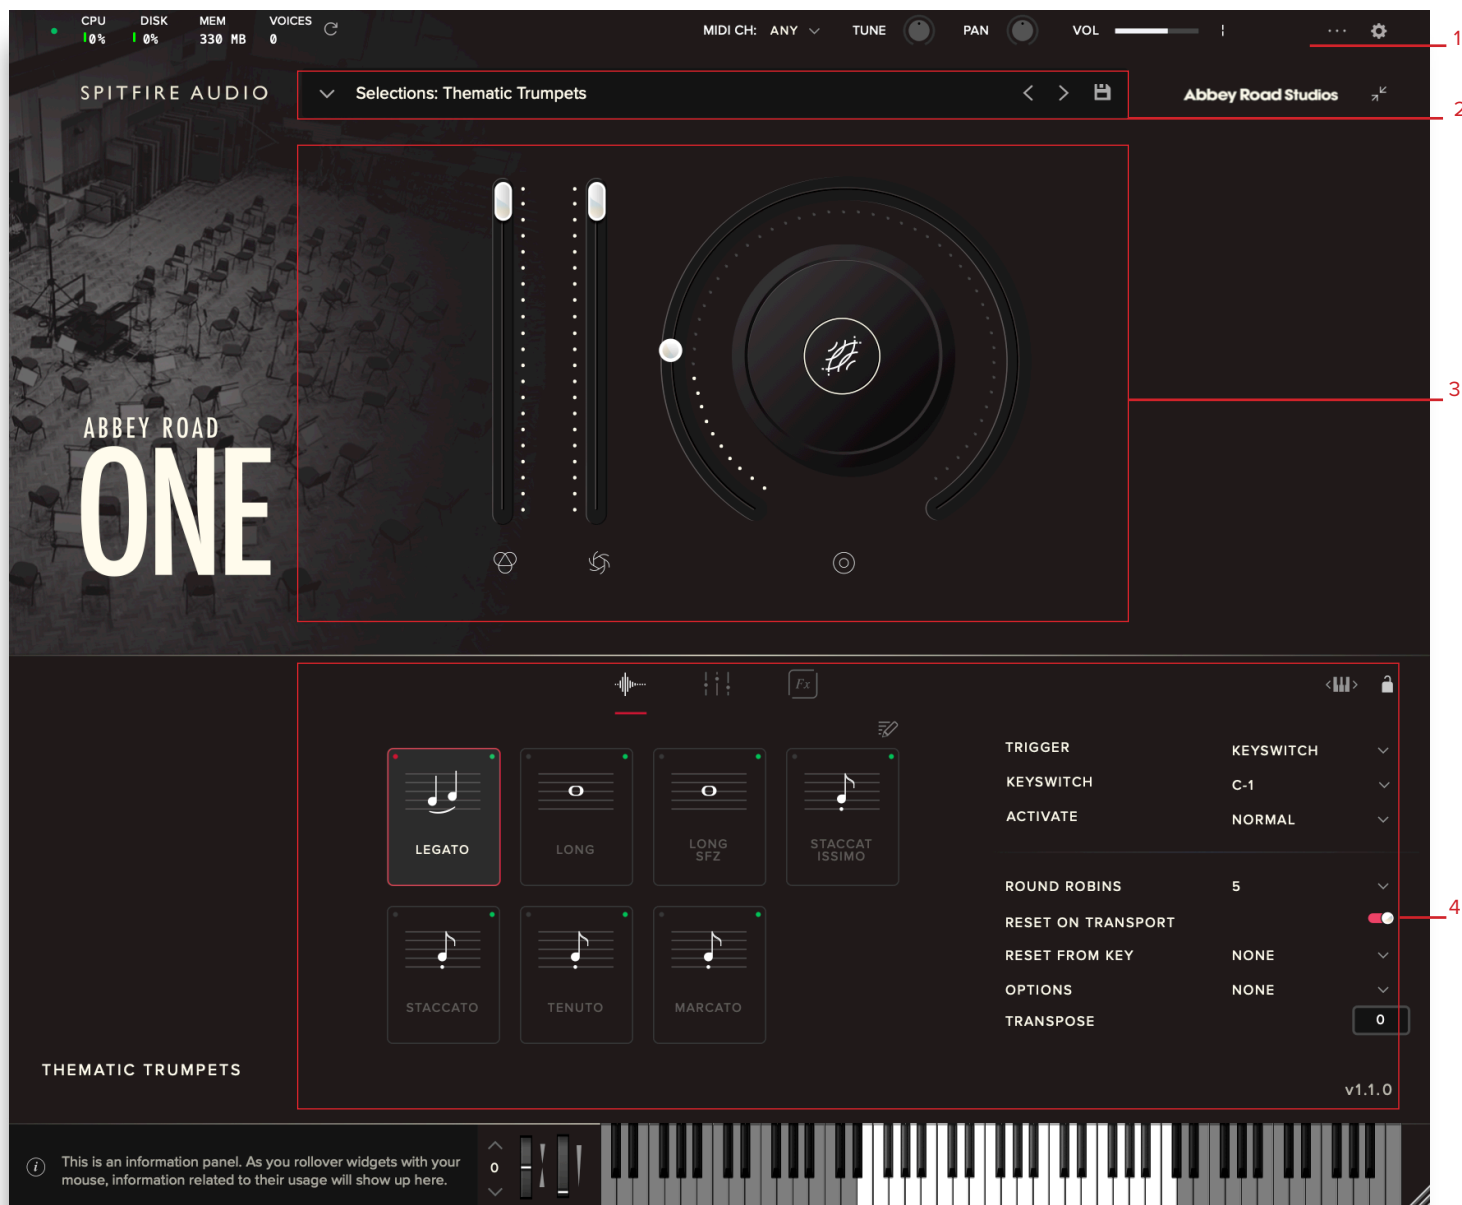 CPU DISK MEM VOICES
0% 0% 330 MB 0
MIDI CH: ANY TUNE PAN VOL
1
SPITFIRE AUDIO
Selections: Thematic Trumpets
Abbey Road Studios
2
3
ABBEY ROAD
ONE
Fx
LEGATO
LONG
LONG
SFZ
STACCAT
ISSIMO
STACCATO
TENUTO
MARCATO
TRIGGER KEYSWITCH
KEYSWITCH C-1
ACTIVATE NORMAL
ROUND ROBINS 5
RESET ON TRANSPORT
4
RESET FROM KEY NONE
OPTIONS NONE
TRANSPOSE 0
THEMATIC TRUMPETS
v1.1.0
i
This is an information panel. As you rollover widgets with your
mouse, information related to their usage will show up here.
0